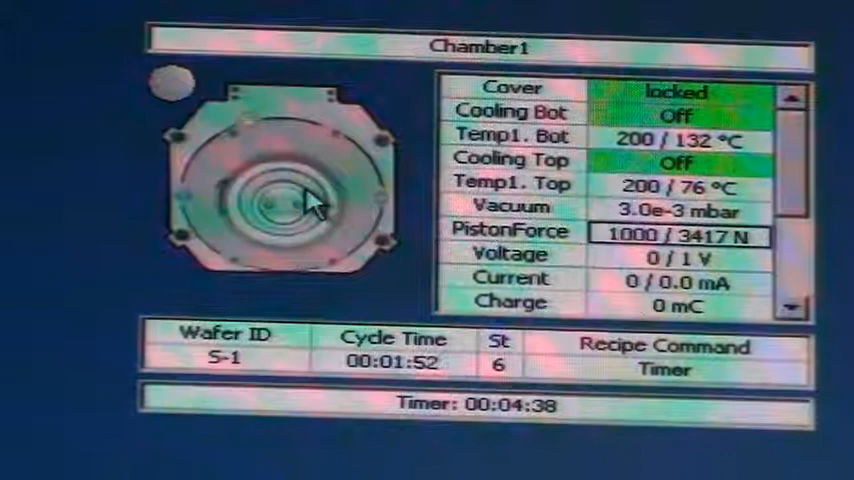 Chamber1
Cover locked
Cooling Bot Off
Temp1. Bot 200 / 132 °C
Cooling Top Off
Temp1. Top 200 / 76 °C
Vacuum 3.0e-3 mbar
PistonForce 1000 / 3417 N
Voltage 0 / 1 V
Current 0 / 0.0 mA
Charge 0 mC
Wafer ID Cycle Time St Recipe Command
S-1 00:01:52 6 Timer
Timer: 00:04:38